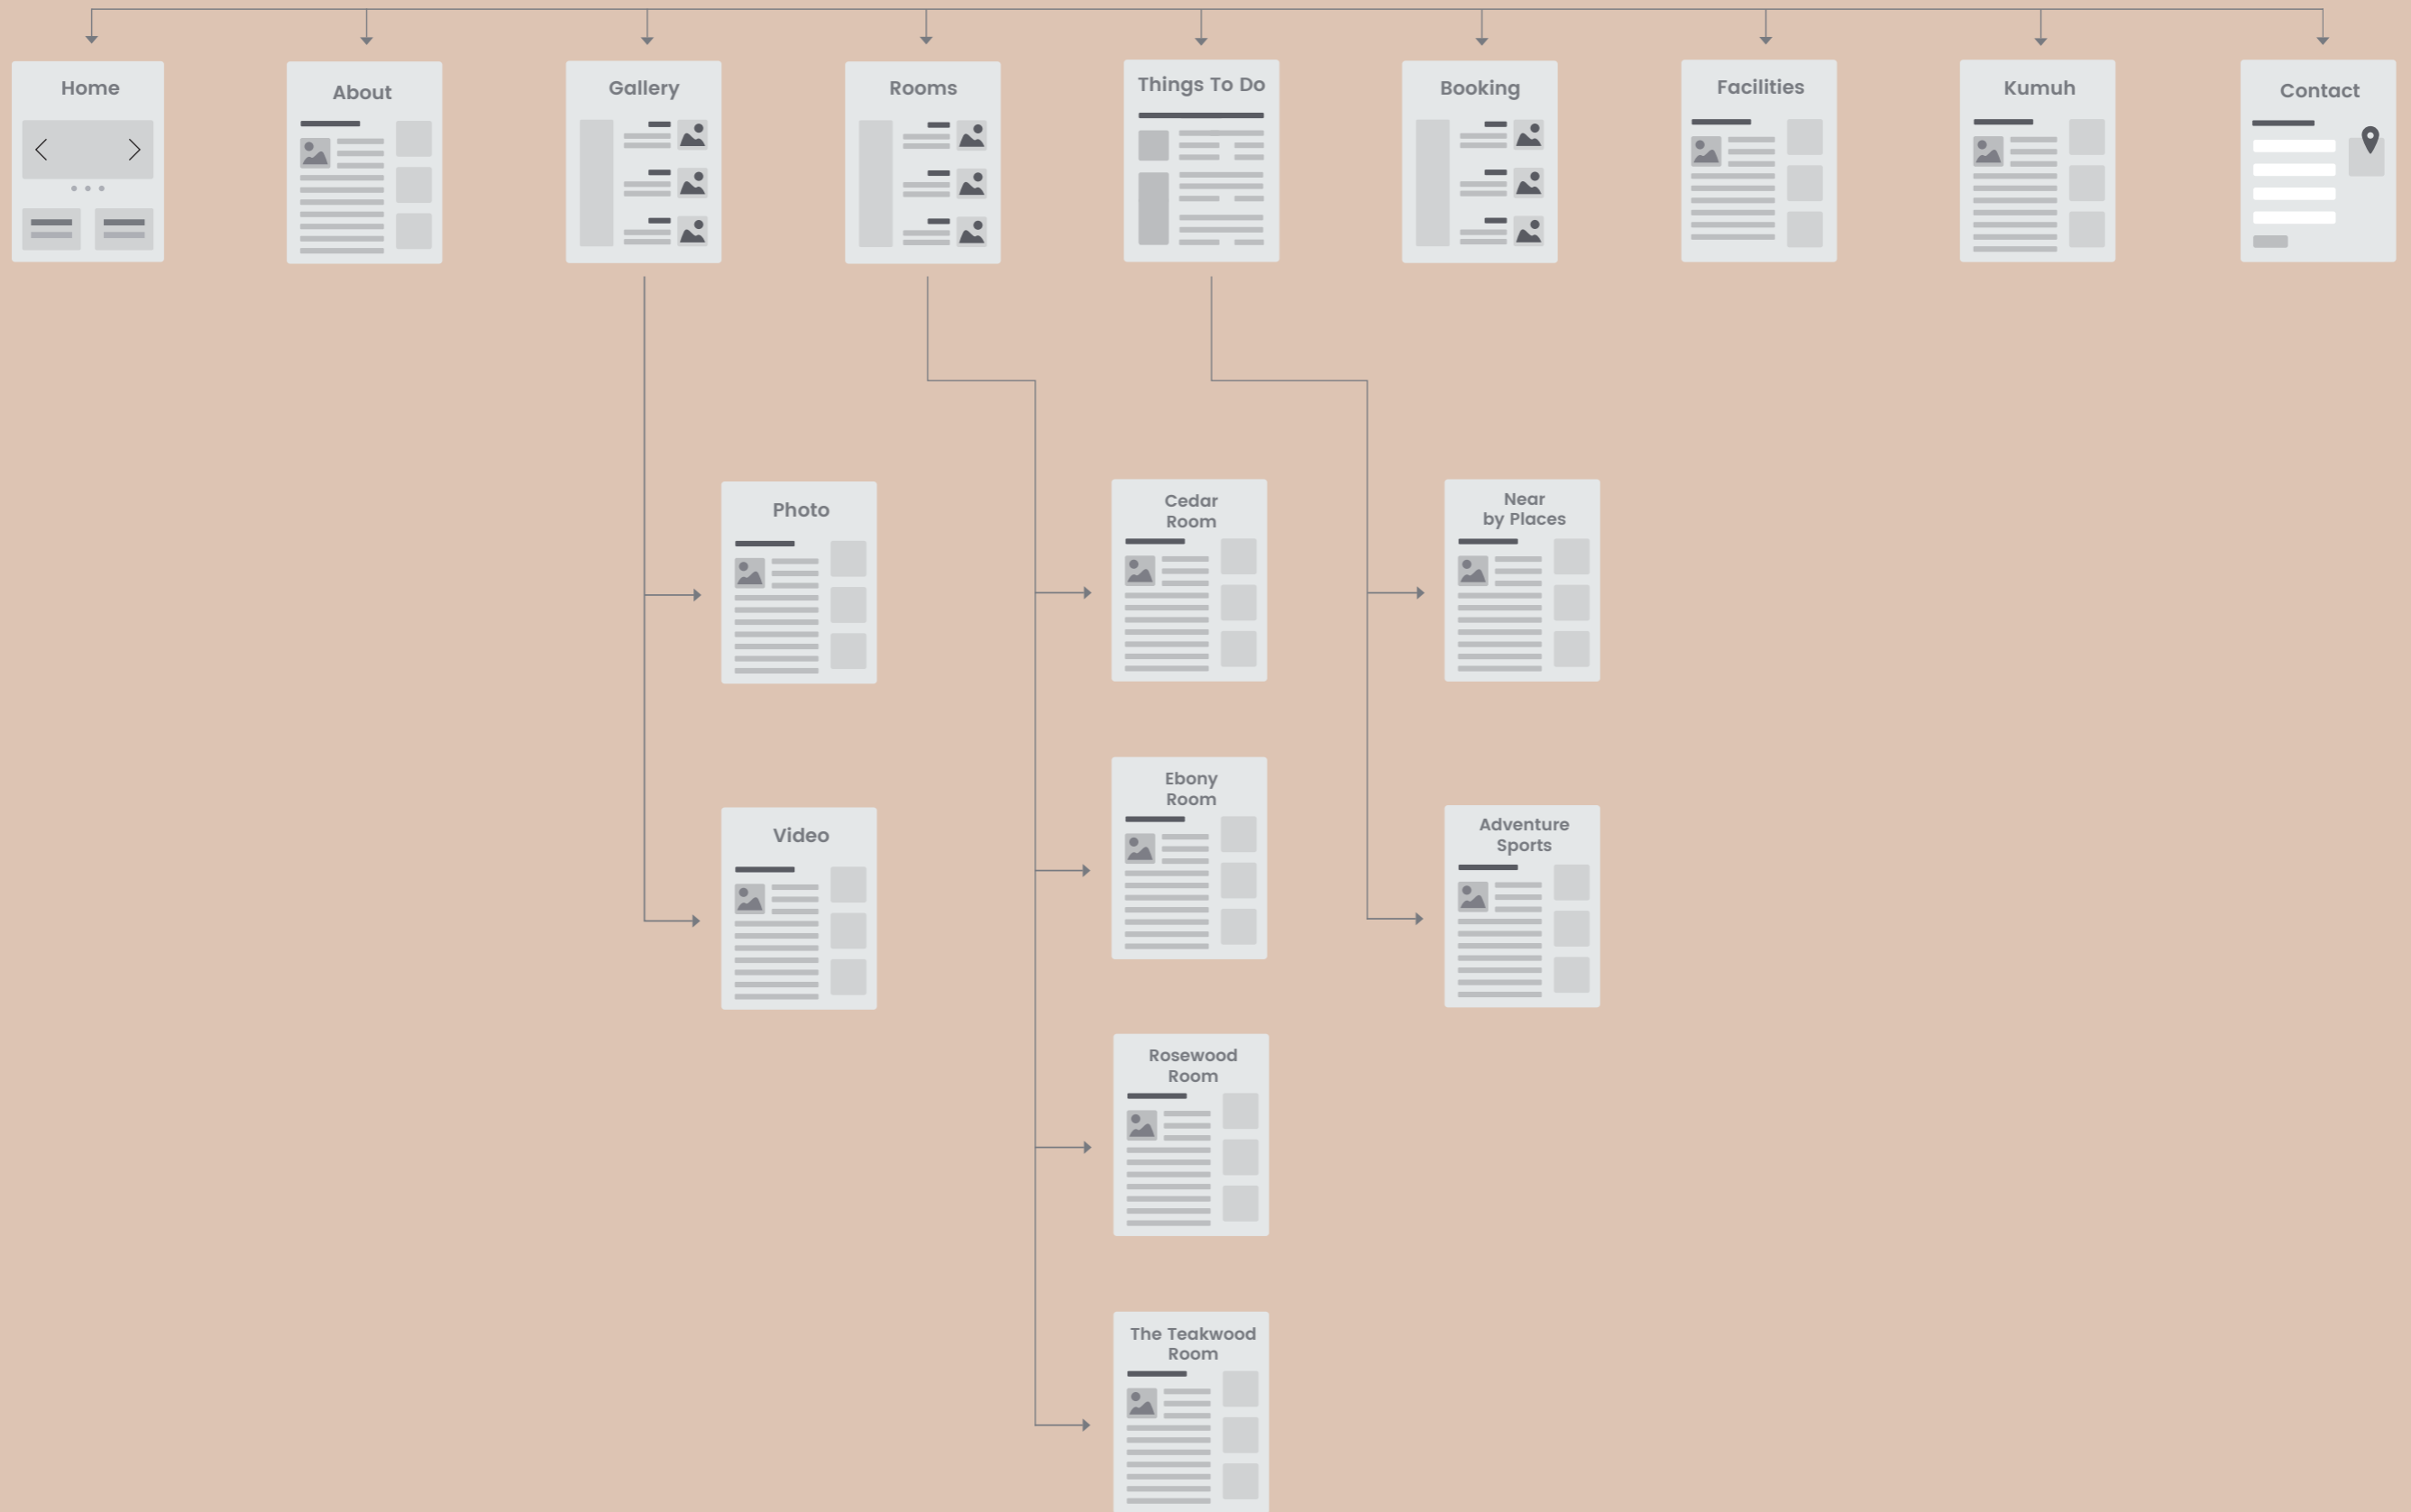 Home
About
Gallery
Rooms
Things To Do
Booking
Facilities
Kumuh
Contact
Photo
Cedar
Room
Near
by Places
Ebony
Room
Video
Adventure
Sports
Rosewood
Room
The Teakwood
Room